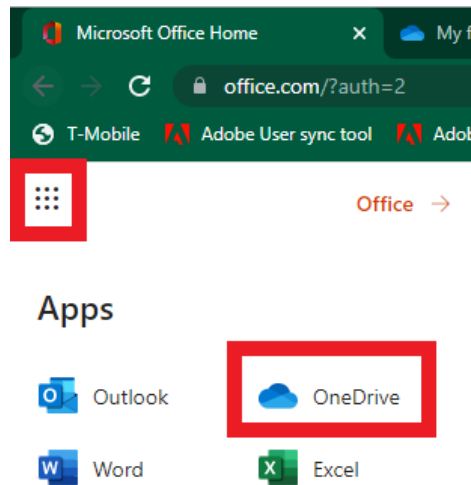 Microsoft Office Home × My f
office.com/?auth=2
T-Mobile Adobe User sync tool Adob
Office →
Apps
Outlook OneDrive
Word Excel